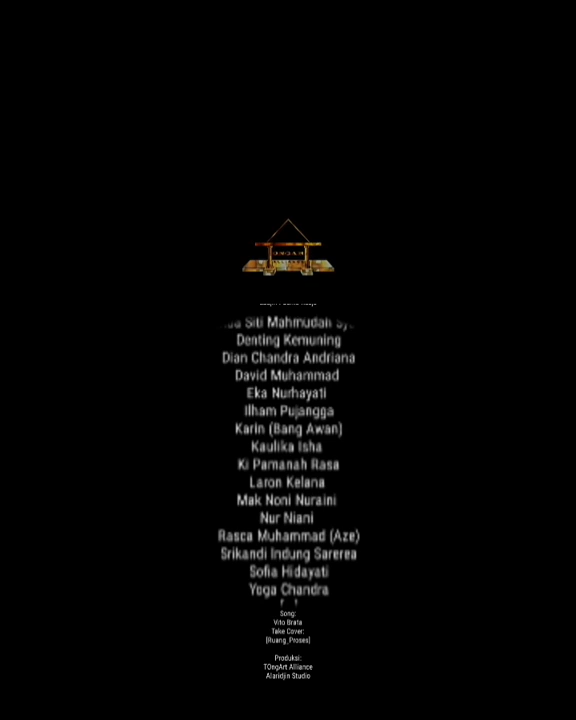 Siti Mahmudah
Denting Kemuning
Dian Chandra Andriana
David Muhammad
Eka Nurhayati
Ilham Pujangga
Karin (Bang Awan)
Kaulika Isha
Ki Pamanah Rasa
Laron Kelana
Mak Noni Nuraini
Nur Niani
Rasca Muhammad (Aze)
Srikandi Indung Sarerea
Sofia Hidayati
Yoga Chandra
Song:
Vito Brata
Take Cover:
[Ruang_Proses]
Produksi:
TOngArt Alliance
Alaridjin Studio